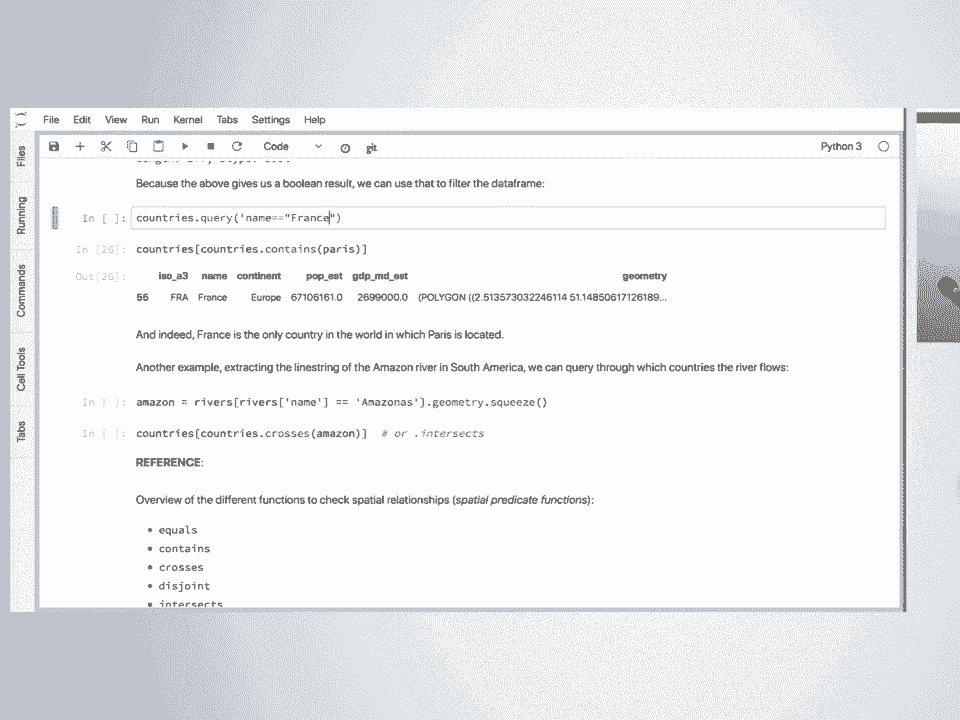 File Edit View Run Kernel Tabs Settings Help
Code
git
Python 3
Files
Running
Commands
Cell Tools
Tabs
Because the above gives us a boolean result, we can use that to filter the dataframe:
In [ ]: countries.query('name=="France")
In [26]: countries[countries.contains(paris)]
Out[26]: iso_a3 name continent pop_est gdp_md_est geometry
55 FRA France Europe 67106161.0 2699000.0 (POLYGON ((2.513573032246114 51.14850617126189...
And indeed, France is the only country in the world in which Paris is located.
Another example, extracting the linestring of the Amazon river in South America, we can query through which countries the river flows:
In [ ]: amazon = rivers[rivers['name'] == 'Amazonas'].geometry.squeeze()
In [ ]: countries[countries.crosses(amazon)]  # or .intersects
REFERENCE:
Overview of the different functions to check spatial relationships (spatial predicate functions):
• equals
• contains
• crosses
• disjoint
• intersects